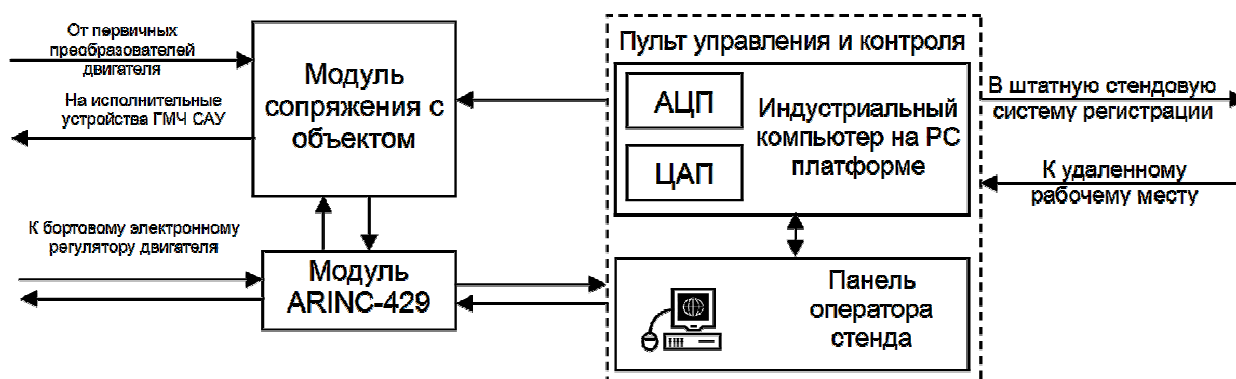 От первичных
преобразователей
двигателя
На исполнительные
устройства ГМЧ САУ
Модуль
сопряжения с
объектом
К бортовому электронному
регулятору двигателя
Модуль
ARINC-429
Пульт управления и контроля
АЦП
ЦАП
Индустриальный
компьютер на РС
платформе
Панель
оператора
стенда
В штатную стендовую
систему регистрации
К удаленному
рабочему месту